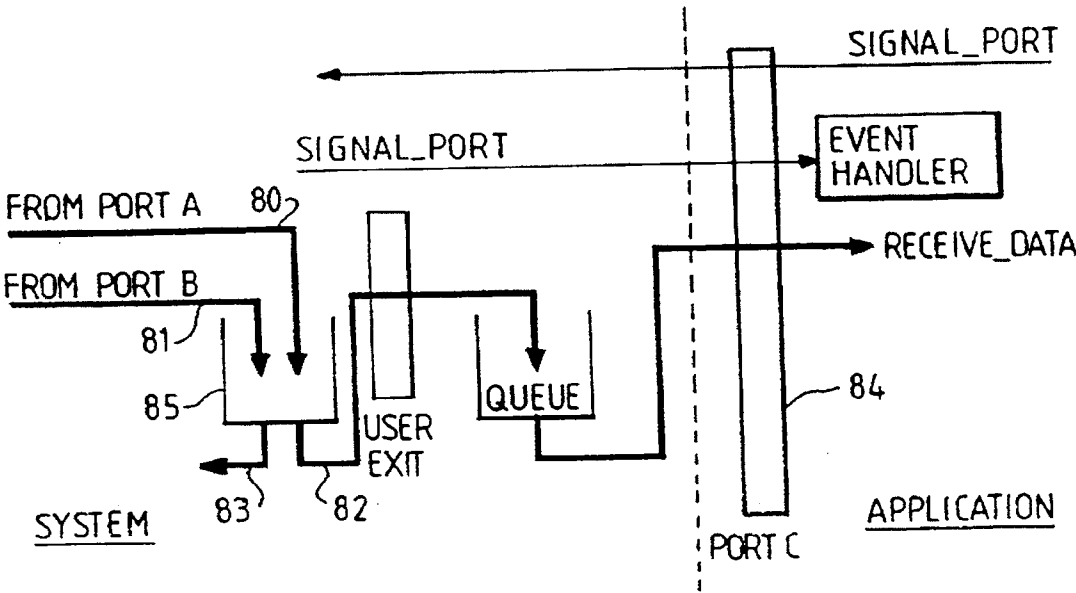 SIGNAL_PORT
SIGNAL_PORT
EVENT
HANDLER
FROM PORT A
80
RECEIVE_DATA
FROM PORT B
81
85
QUEUE
84
USER
EXIT
83
82
SYSTEM
APPLICATION
PORT C